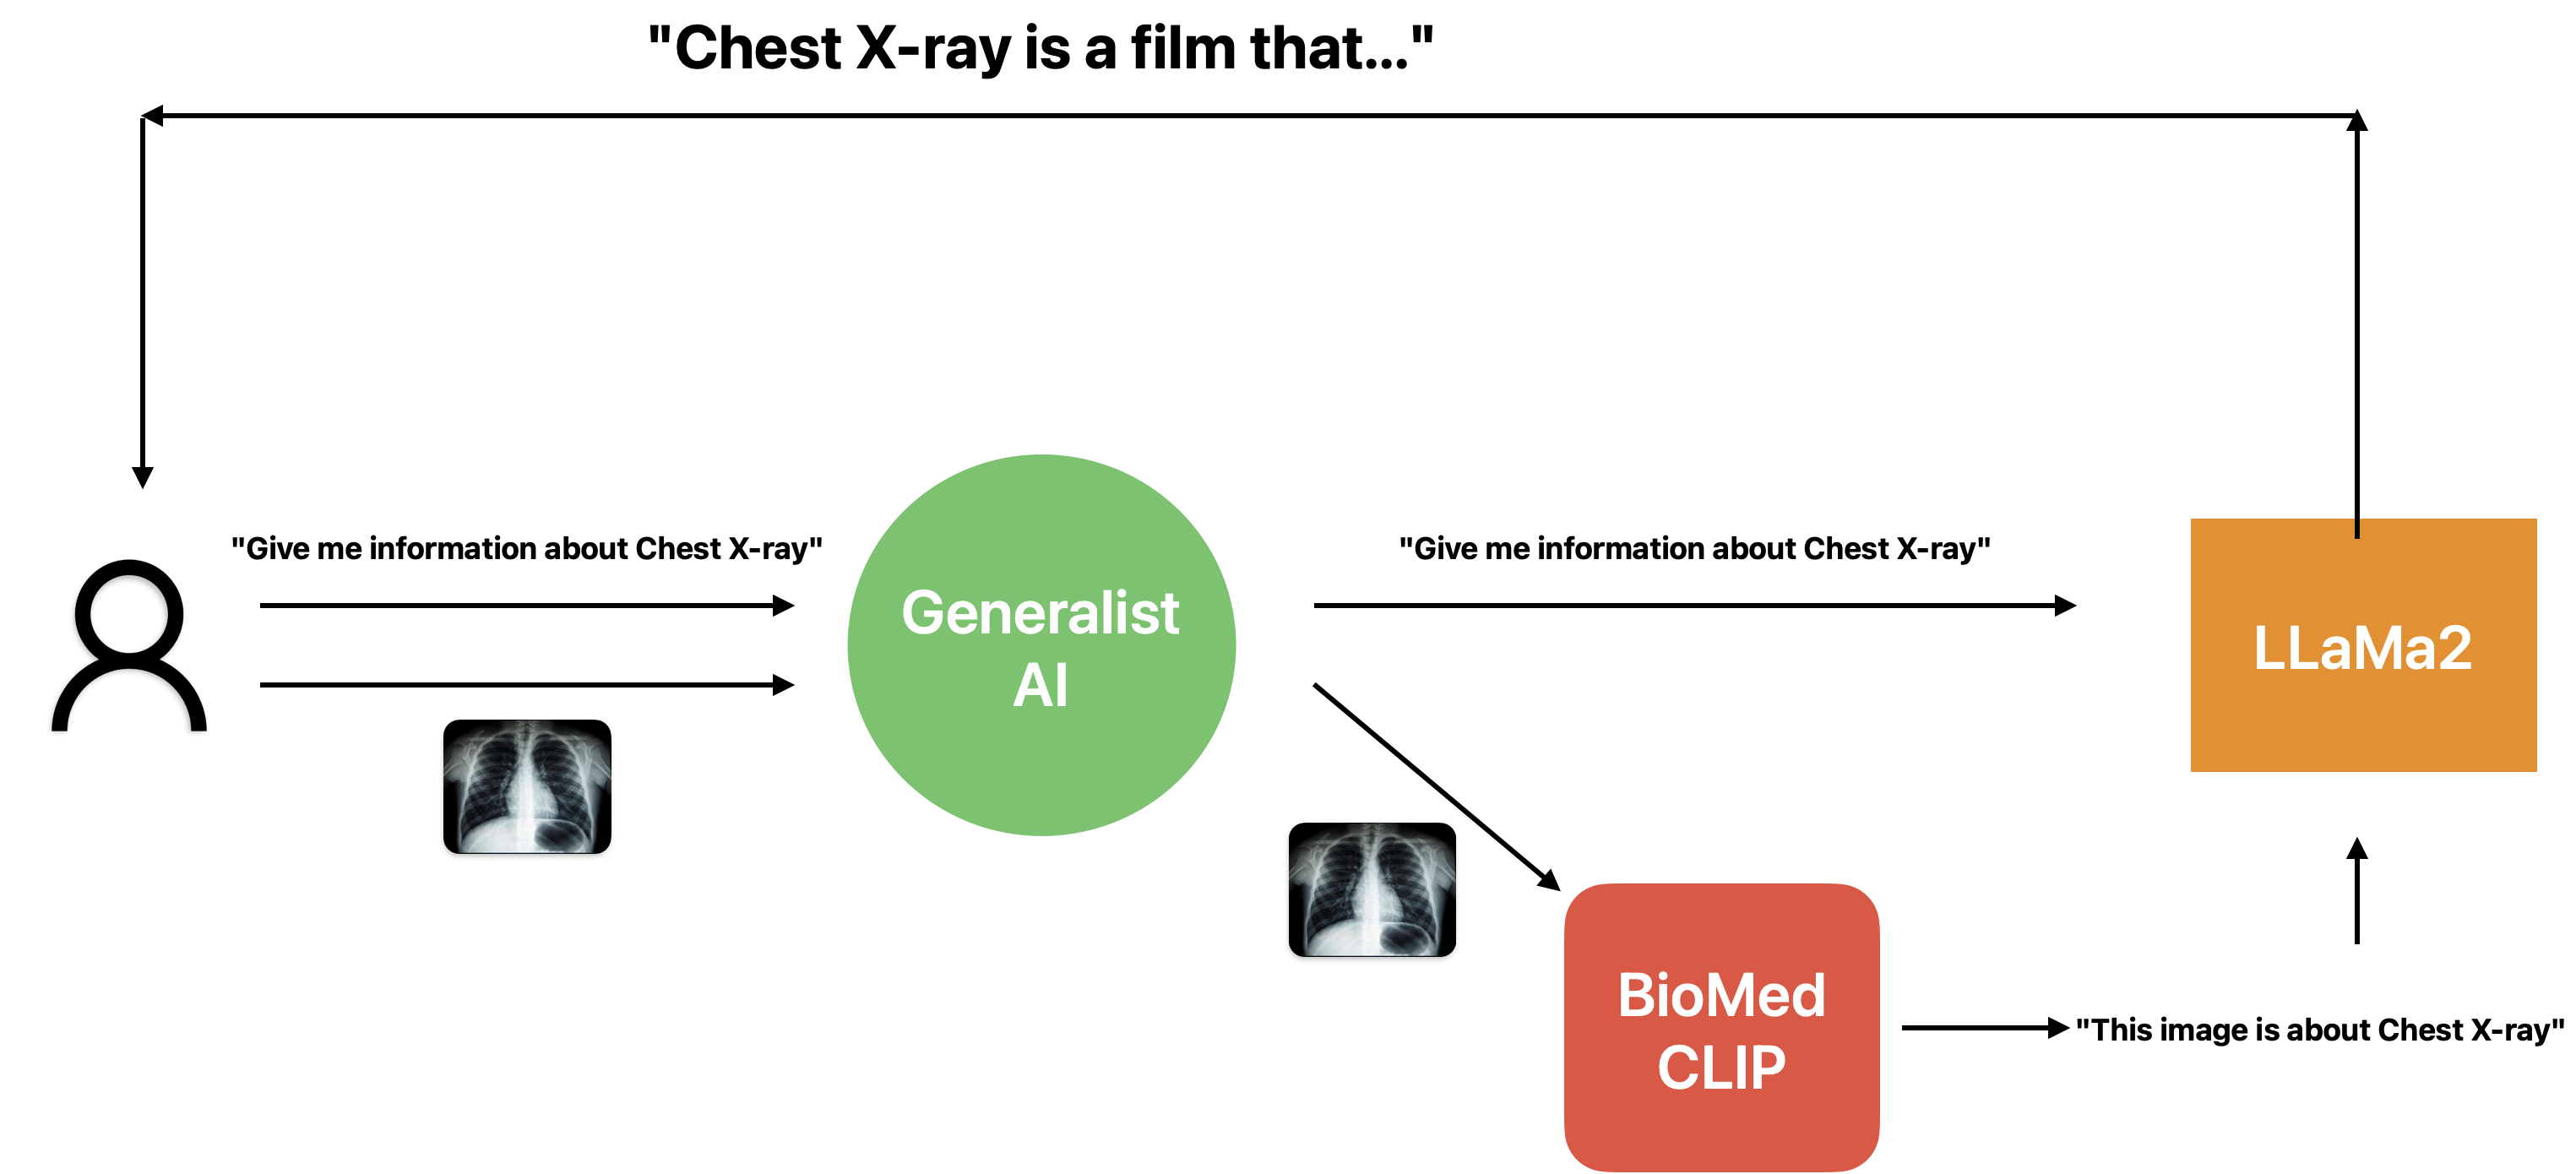 "Chest X-ray is a film that..."
"Give me information about Chest X-ray"
"Give me information about Chest X-ray"
Generalist
AI
LLaMa2
BioMed
CLIP
"This image is about Chest X-ray"